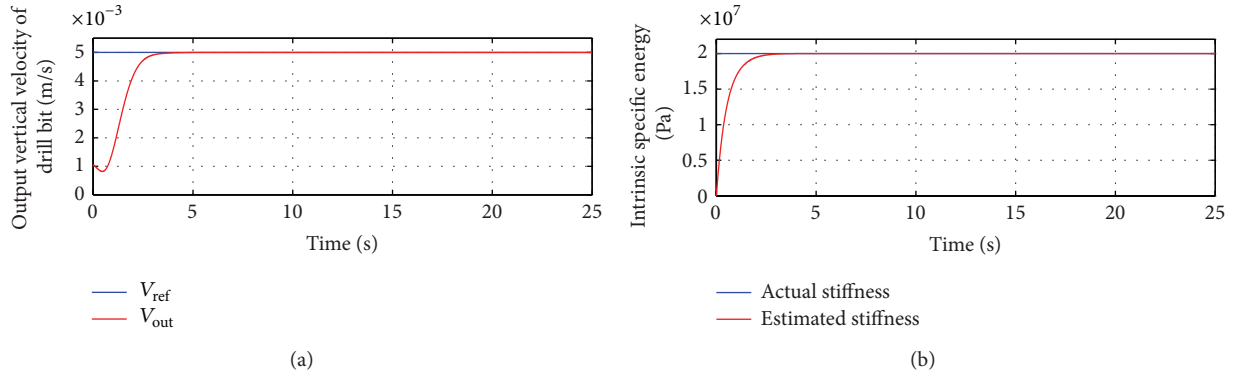 ×10⁻³
Output vertical velocity of
drill bit (m/s)
5
4
3
2
1
0
0 5 10 15 20 25
Time (s)
V_ref
V_out
(a)
×10⁷
Intrinsic specific energy
(Pa)
2
1.5
1
0.5
0
0 5 10 15 20 25
Time (s)
Actual stiffness
Estimated stiffness
(b)